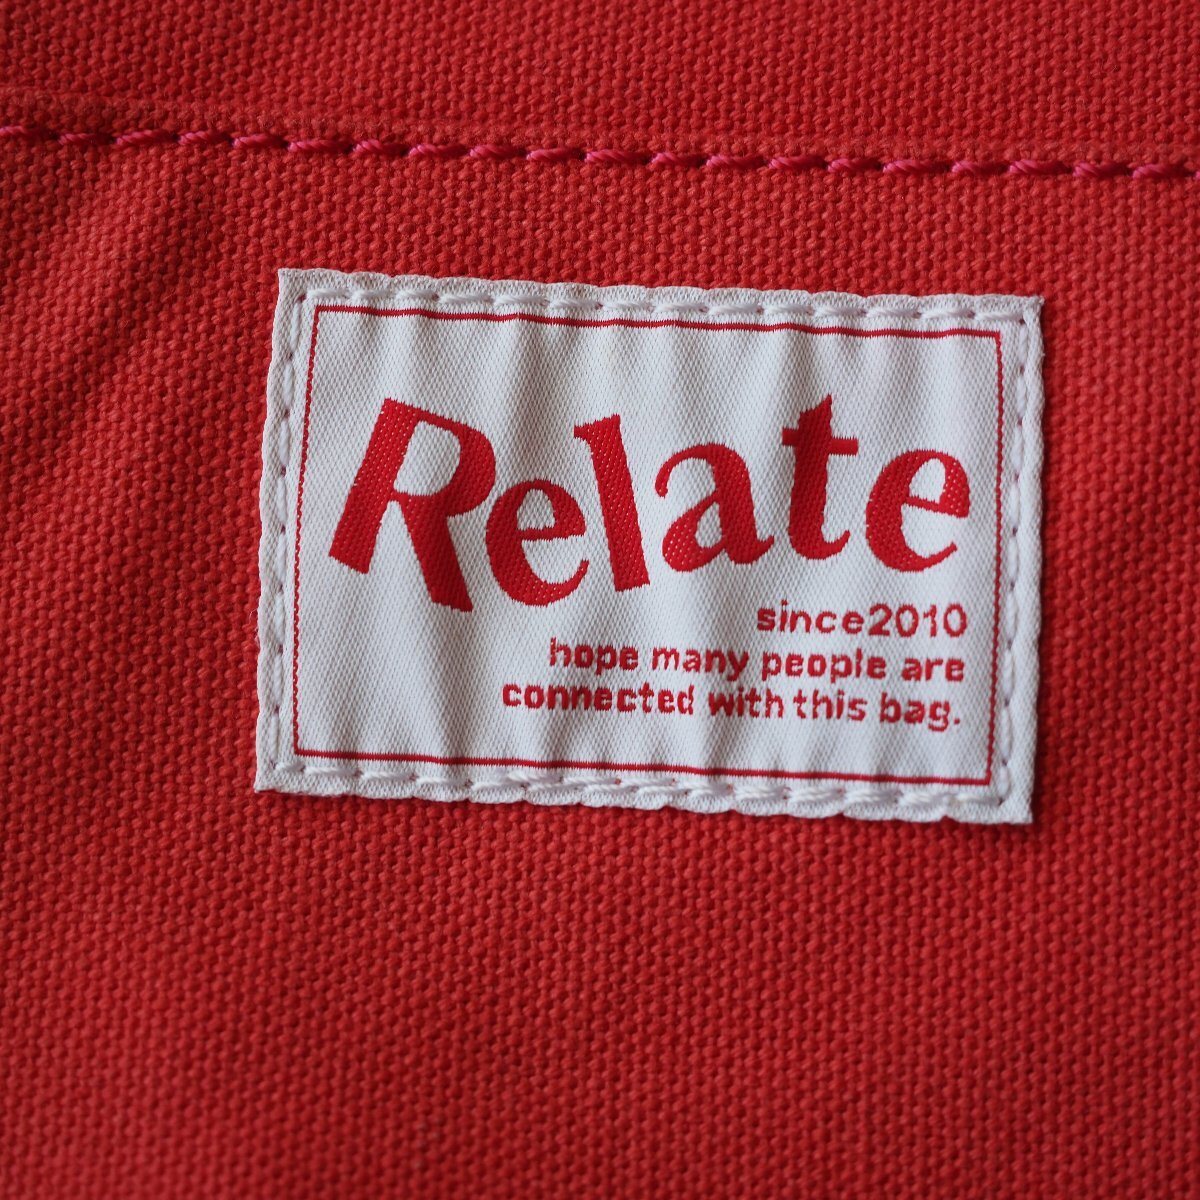 Relate
since2010
hope many people are
connected with this bag.